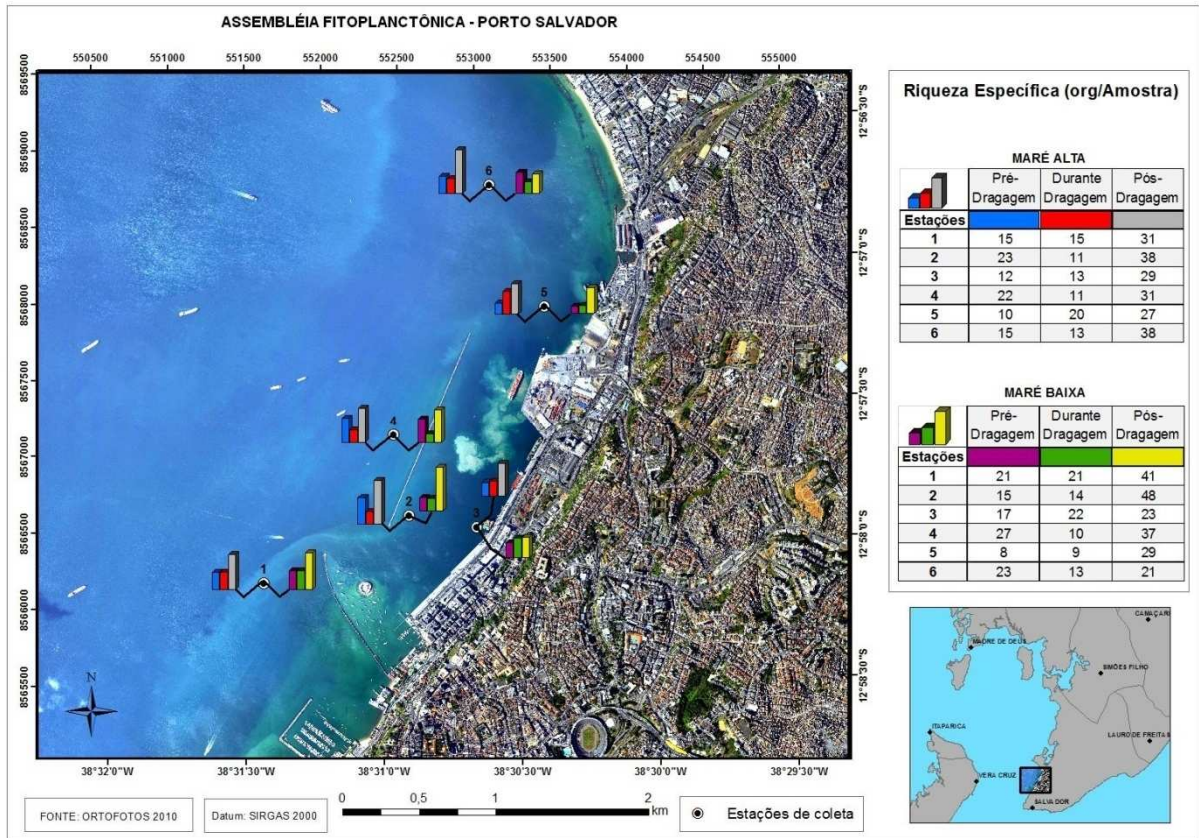 ASSEMBLÉIA FITOPLANCTÔNICA - PORTO SALVADOR
550500 551000 551500 552000 552500 553000 553500 554000 554500 555000
8569500
8569000
8568500
8568000
8567500
8567000
8566500
8566000
8565500
12°56'30"S
12°57'0"S
12°57'30"S
12°58'0"S
12°58'30"S
6
5
4
2
3
1
N
38°32'0"W 38°31'30"W 38°31'0"W 38°30'30"W 38°30'0"W 38°29'30"W
FONTE: ORTOFOTOS 2010
Datum: SIRGAS 2000
0 0,5 1 2
km
Estações de coleta
Riqueza Específica (org/Amostra)
MARÉ ALTA
Pré-Dragagem Durante Dragagem Pós-Dragagem
Estações
1 15 15 31
2 23 11 38
3 12 13 29
4 22 11 31
5 10 20 27
6 15 13 38
MARÉ BAIXA
Pré-Dragagem Durante Dragagem Pós-Dragagem
Estações
1 21 21 41
2 15 14 48
3 17 22 23
4 27 10 37
5 8 9 29
6 23 13 21
CAMAÇARI
MADRE DE DEUS
SIMÕES FILHO
ITAPARICA
LAURO DE FREITAS
VERA CRUZ
SALVADOR